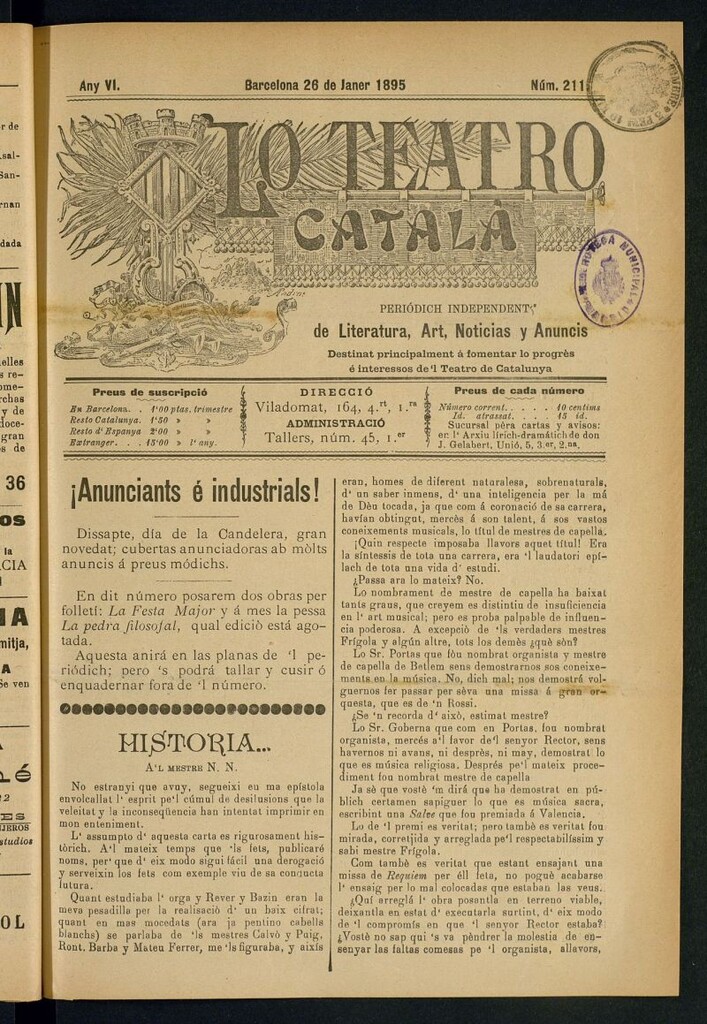 Any VI.
Barcelona 26 de Janer 1895
Núm. 211
LO TEATRO
CATALÀ
PERIÓDICH INDEPENDENT
de Literatura, Art, Noticias y Anuncis
Destinat principalment á fomentar lo progrès
é interessos de'l Teatro de Catalunya
Preus de suscripció
En Barcelona. . 1'00 ptas. trimestre
Resto Catalunya. 1'50 » »
Resto d'Espanya 2'00 » »
Extranger. . . 15'00 » l' any.
DIRECCIÓ
Viladomat, 164, 4.rt, 1.ra
ADMINISTRACIÓ
Tallers, núm. 45, 1.er
Preus de cada número
Número corrent. . . . . 10 centims
Id. atrassat. . . . . 15 id.
Sucursal péra cartas y avisos:
en l' Arxiu lírich-dramátich de don
J. Gelabert, Unió, 5, 3.er, 2.na.
¡Anunciants é industrials!
Dissapte, día de la Candelera, gran
novedat; cubertas anunciadoras ab mòlts
anuncis á preus módichs.
En dit número posarem dos obras per
folletí: La Festa Major y á mes la pessa
La pedra filosofal, qual edició está ago-
tada.
Aquesta anirá en las planas de 'l pe-
riódich; pero 's podrá tallar y cusir ó
enquadernar fora de 'l número.
HISTORIA...
A'L MESTRE N. N.
No estranyi que avuy, segueixi eu ma epístola
envolcallat l' esprit pe'l cúmul de desilusions que la
veleitat y la inconseqüencia han intentat imprimir en
mon enteniment.
L' assumpto d' aquesta carta es rigurosament his-
tòrich. A'l mateix temps que 'ls fets, publicaré
noms, per que d' eix modo sigui fácil una derogació
y serveixin los fets com exemple viu de sa conducta
futura.
Quant estudiaba l' orga y Rever y Bazin eran la
meva pesadilla per la realisació d' un baix cifrat;
quant en mas mocedats (ara ja pentino cabells
blanchs) se parlaba de 'ls mestres Calvó y Puig,
Ront, Barba y Mateu Ferrer, me 'ls figuraba, y aixís
eran, homes de diferent naturalesa, sobrenaturals,
d' un saber inmens, d' una inteligencia per la má
de Dèu tocada, ja que com á coronació de sa carrera,
havían obtingut, mercès á son talent, á sos vastos
coneixements musicals, lo títul de mestres de capella.
¡Quin respecte imposaba llavors aquet títul! Era
la síntessis de tota una carrera, era 'l laudatori epi-
lach de tota una vida d' estudi.
¿Passa ara lo mateix? No.
Lo nombrament de mestre de capella ha baixat
tants graus, que creyem es distintiu de insuficiencia
en l' art musical; pero es proba palpable de influen-
cia poderosa. A excepció de 'ls verdaders mestres
Frígola y algún altre, tots los demès ¿qué són?
Lo Sr. Portas que fòu nombrat organista y mestre
de capella de Betlem sens demostrarnos sos coneixe-
ments en la música. No, dich mal; nos demostrá vol-
guernos fer passar per sèva una missa á gran or-
questa, que es de 'n Rossi.
¿Se 'n recorda d' aixó, estimat mestre?
Lo Sr. Goberna que com en Portas, fou nombrat
organista, mercés a'l favor de'l senyor Rector, sens
havernos ni avans, ni desprès, ni may, demostrat lo
que es música religiosa. Després pe'l mateix proce-
diment fou nombrat mestre de capella
Ja sè que vostè 'm dirá que ha demostrat en pú-
blich certamen sapiguer lo que es música sacra,
escribint una Salve que fou premiada á Valencia.
Lo de 'l premi es veritat; pero també es veritat fou
mirada, corretjida y arreglada pe'l respectabilíssim y
sabi mestre Frígola.
Com també es veritat que estant ensajant una
missa de Requiem per éll feta, no pogué acabarse
l' ensaig per lo mal colocadas que estaban las veus.
¿Quí arreglá l' obra posantla en terreno viable,
deixantla en estat d' executarla surtint, d' eix modo
de 'l compromís en que 'l senyor Rector estaba?
¿Vostè no sap qui 's va pèndrer la molestia de en-
senyar las faltas comesas pe 'l organista, allavors,
36